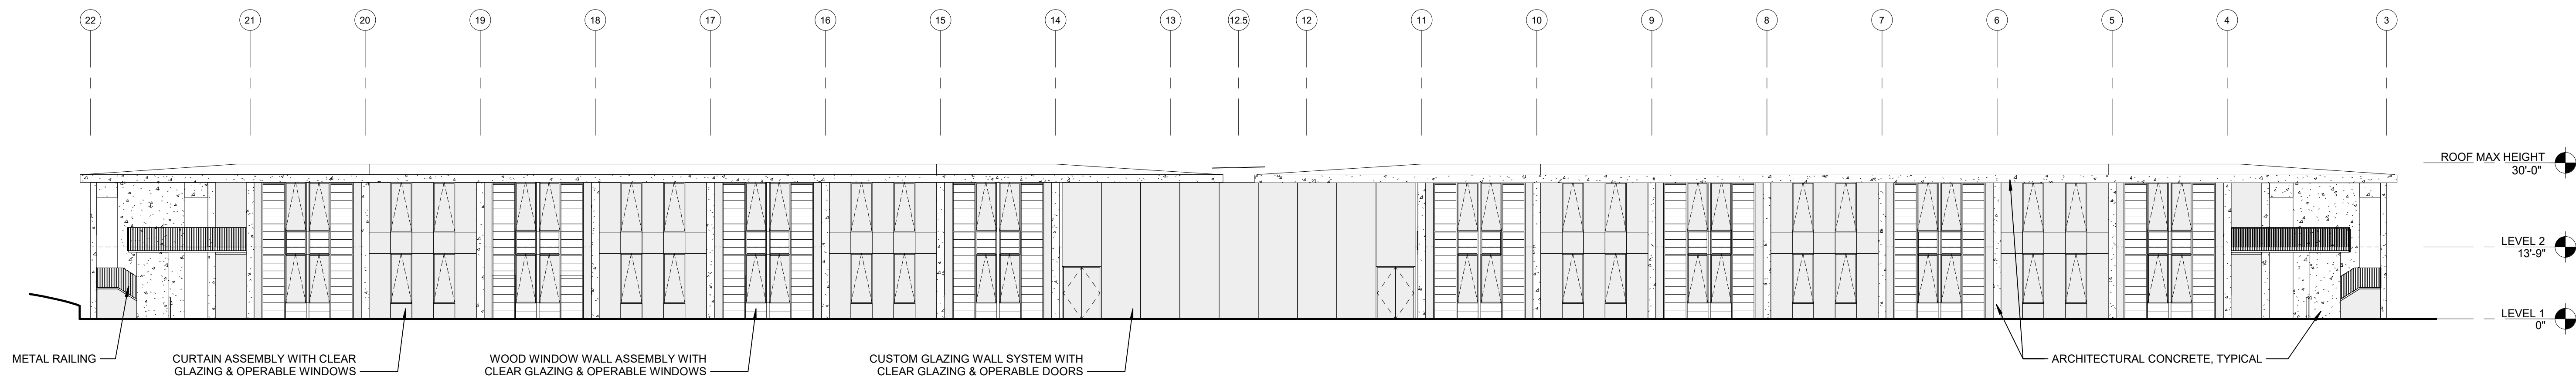 22 21 20 19 18 17 16 15 14 13 12.5 12 11 10 9 8 7 6 5 4 3
ROOF MAX HEIGHT
30'-0"
LEVEL 2
13'-9"
LEVEL 1
0"
METAL RAILING
CURTAIN ASSEMBLY WITH CLEAR
GLAZING & OPERABLE WINDOWS
WOOD WINDOW WALL ASSEMBLY WITH
CLEAR GLAZING & OPERABLE WINDOWS
CUSTOM GLAZING WALL SYSTEM WITH
CLEAR GLAZING & OPERABLE DOORS
ARCHITECTURAL CONCRETE, TYPICAL